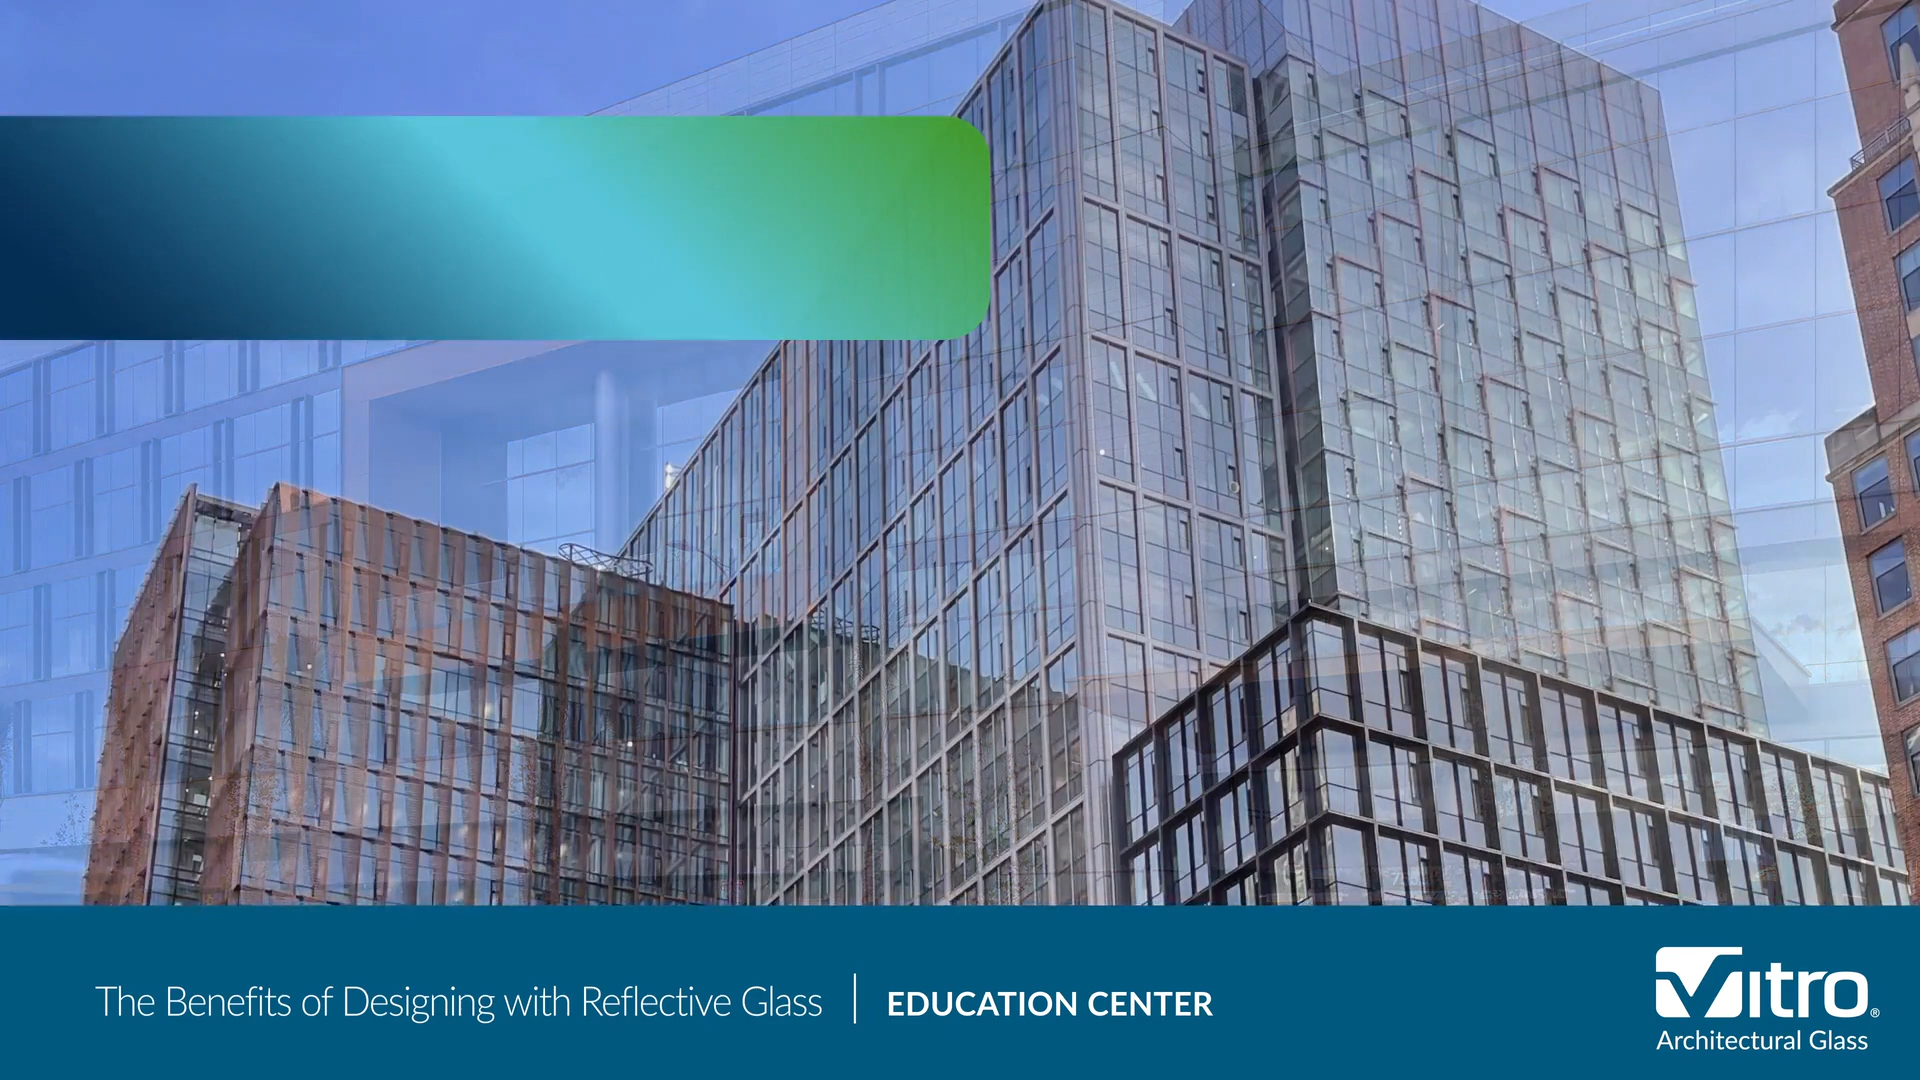 The Benefits of Designing with Reflective Glass
EDUCATION CENTER
Vitro®
Architectural Glass